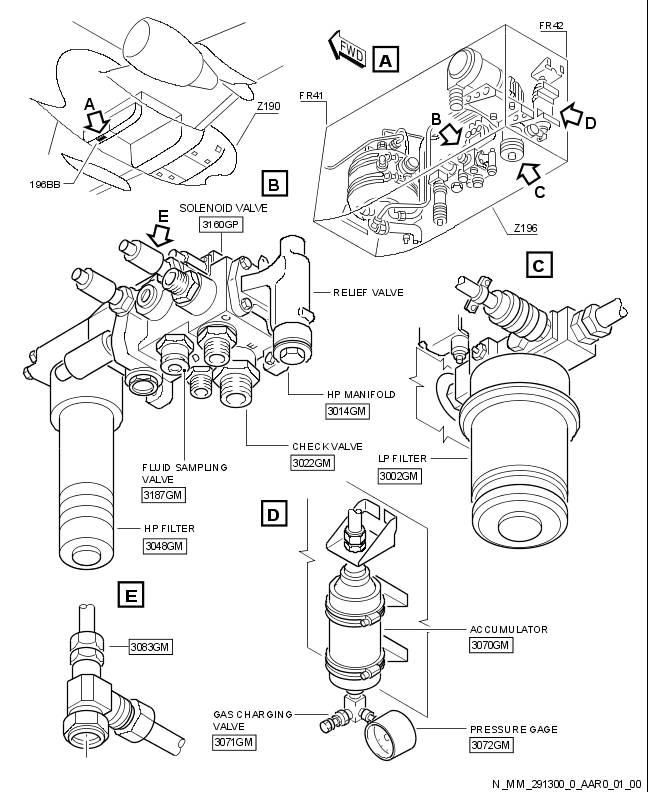 FR42
FWD
A
FR41
A
Z190
B
D
196BB
C
B
Z196
SOLENOID VALVE
3160GP
E
C
RELIEF VALVE
HP MANIFOLD
3014GM
CHECK VALVE
3022GM
LP FILTER
3002GM
FLUID SAMPLING
VALVE
3187GM
D
HP FILTER
3048GM
E
3083GM
ACCUMULATOR
3070GM
GAS CHARGING
VALVE
3071GM
PRESSURE GAGE
3072GM
N_MM_291300_0_AAR0_01_00